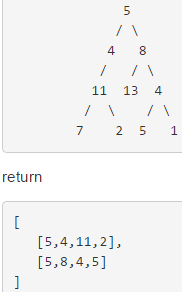 5
/ \
4 8
/ / \
11 13 4
/ \ / \
7 2 5 1
return
[
[5,4,11,2],
[5,8,4,5]
]